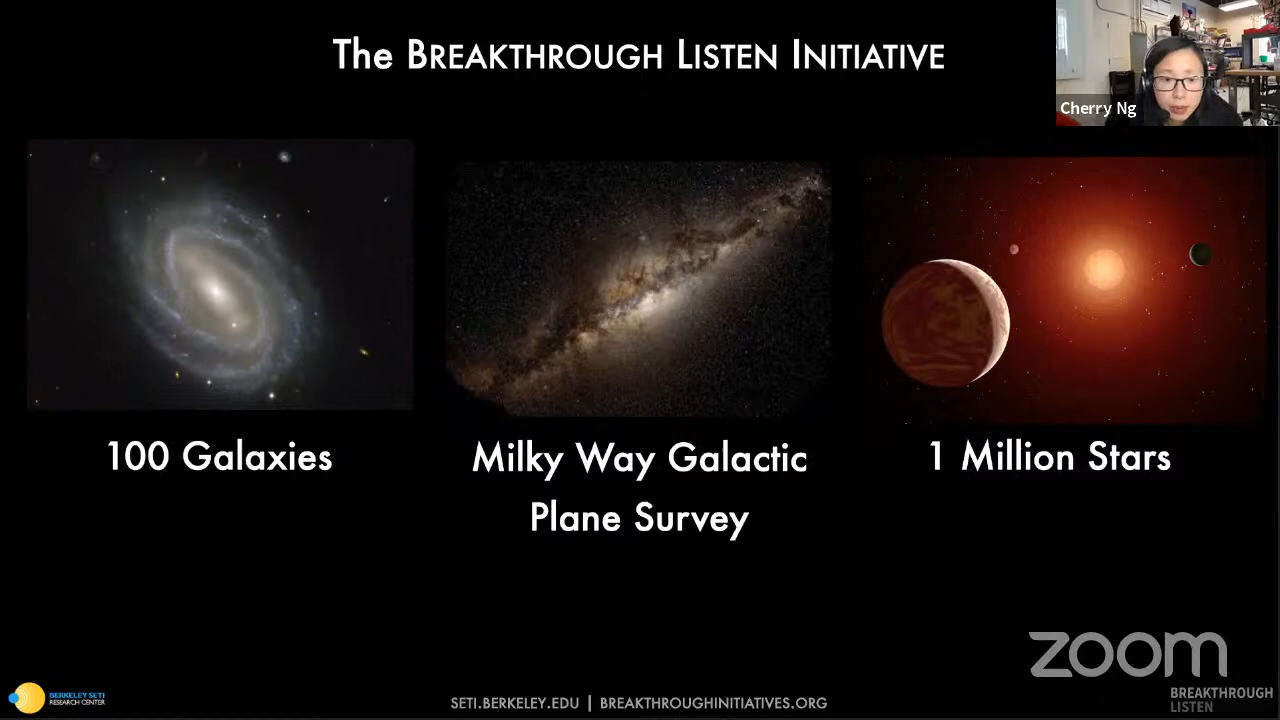 The BREAKTHROUGH LISTEN INITIATIVE
Cherry Ng
100 Galaxies
Milky Way Galactic
Plane Survey
1 Million Stars
zoom
BERKELEY SETI
RESEARCH CENTER
SETI.BERKELEY.EDU | BREAKTHROUGHINITIATIVES.ORG
BREAKTHROUGH
LISTEN